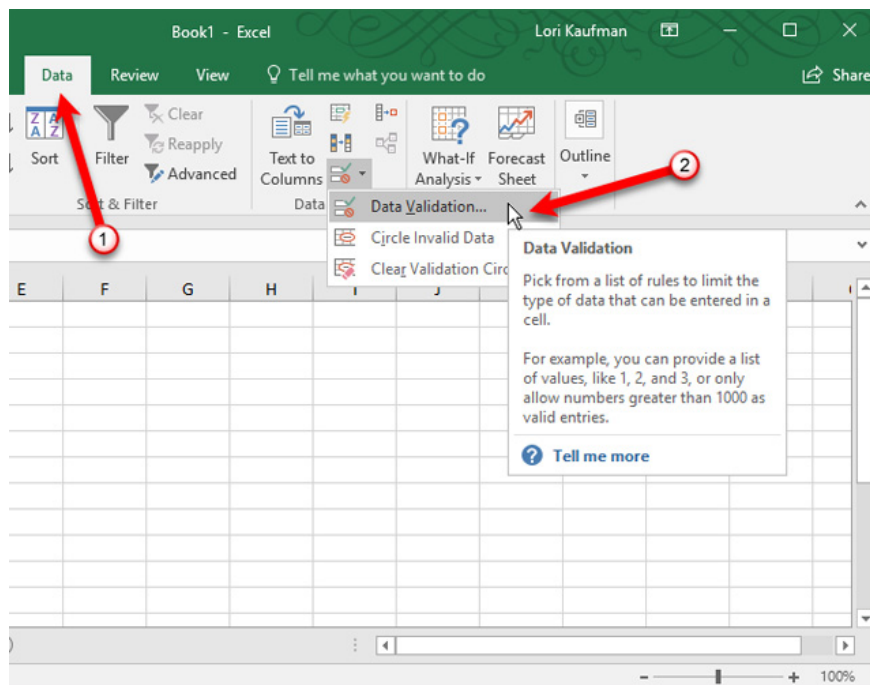 Book1 - Excel
Lori Kaufman
Data Review View Tell me what you want to do Share
Sort
Filter
Clear
Reapply
Advanced
Text to
Columns
What-If
Analysis
Forecast
Sheet
Outline
Sort & Filter
Data
Data Validation...
Circle Invalid Data
Clear Validation Circ
1
2
Data Validation
Pick from a list of rules to limit the
type of data that can be entered in a
cell.
For example, you can provide a list
of values, like 1, 2, and 3, or only
allow numbers greater than 1000 as
valid entries.
? Tell me more
E F G H
100%